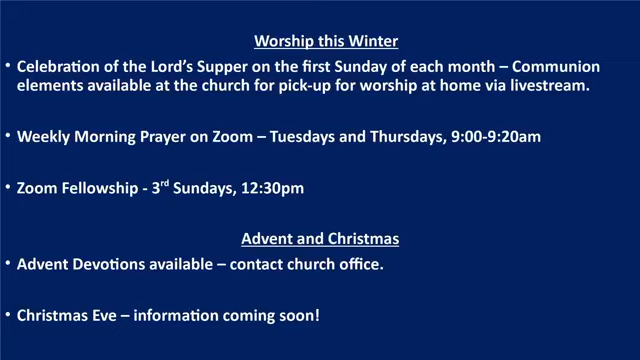 Worship this Winter
• Celebration of the Lord’s Supper on the first Sunday of each month – Communion
elements available at the church for pick-up for worship at home via livestream.
• Weekly Morning Prayer on Zoom – Tuesdays and Thursdays, 9:00-9:20am
• Zoom Fellowship - 3rd Sundays, 12:30pm
Advent and Christmas
• Advent Devotions available – contact church office.
• Christmas Eve – information coming soon!